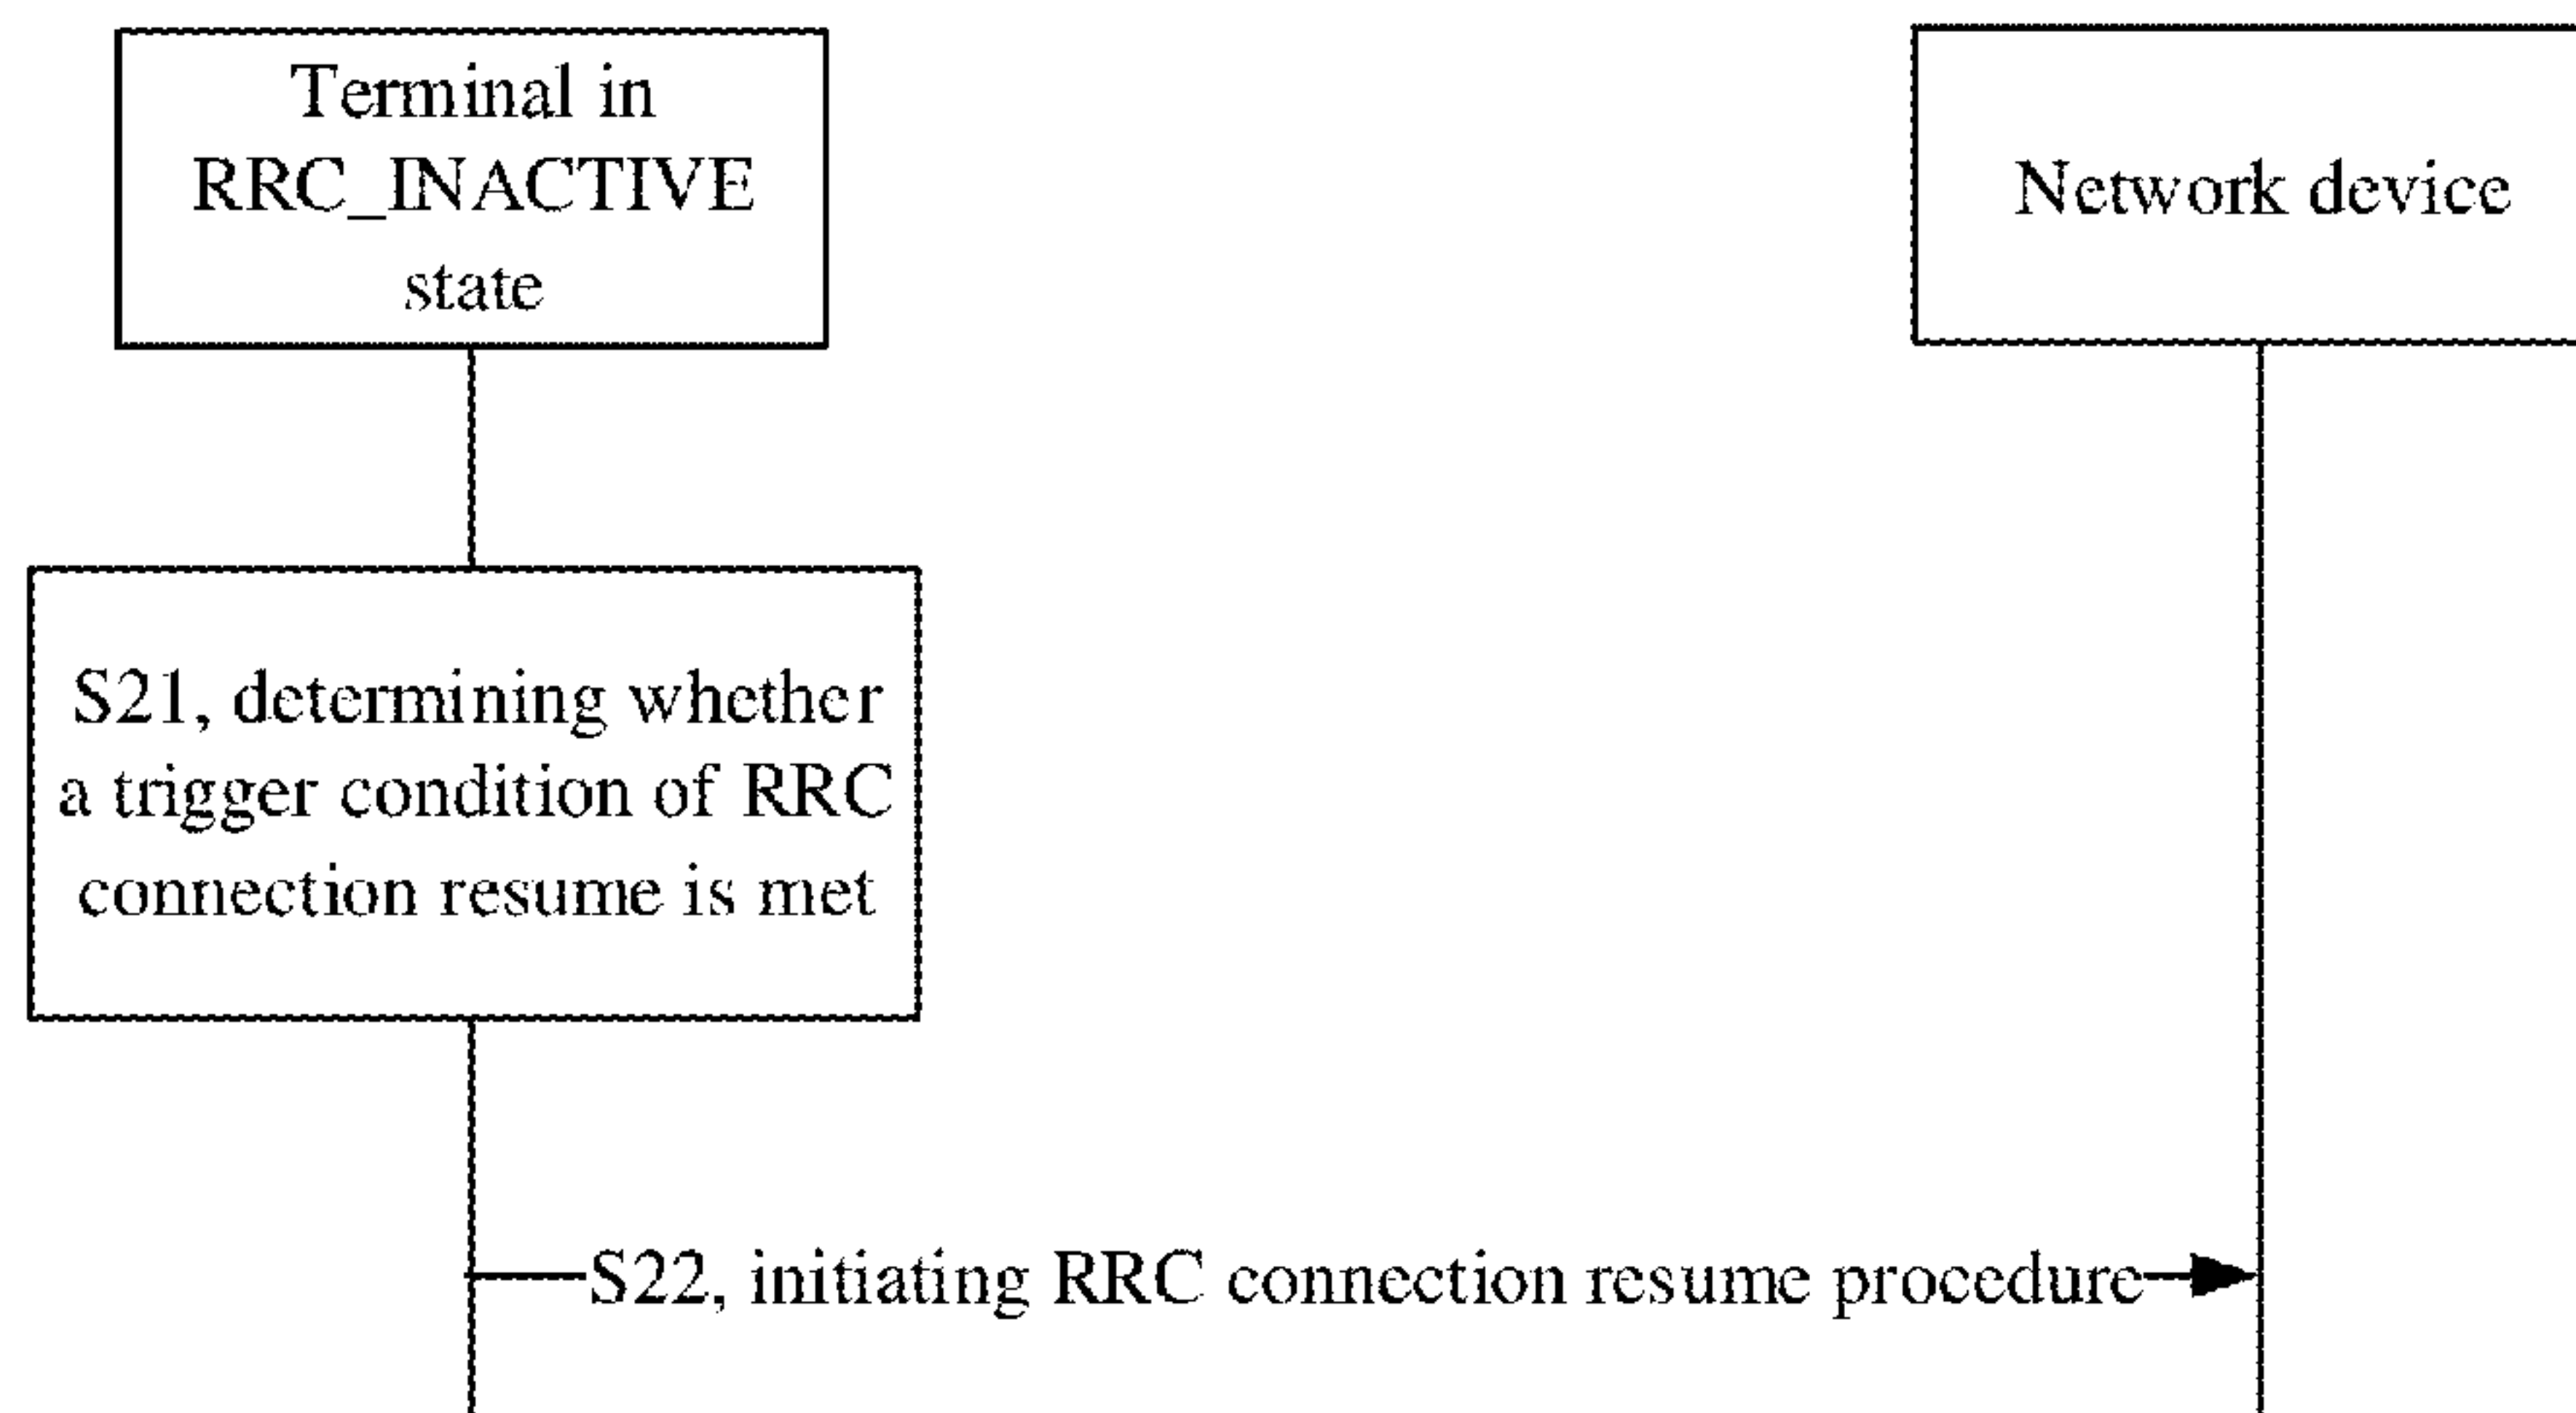 Terminal in
RRC_INACTIVE
state
Network device
S21, determining whether
a trigger condition of RRC
connection resume is met
S22, initiating RRC connection resume procedure